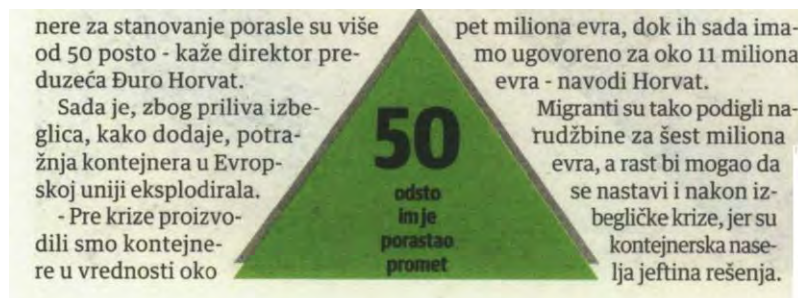 nere za stanovanje porasle su više
od 50 posto - kaže direktor pre-
duzeća Đuro Horvat.
Sada je, zbog priliva izbe-
glica, kako dodaje, potra-
žnja kontejnera u Evrop-
skoj uniji eksplodirala.
- Pre krize proizvo-
dili smo kontejne-
re u vrednosti oko
50
odsto
im je
porastao
promet
pet miliona evra, dok ih sada ima-
mo ugovoreno za oko 11 miliona
evra - navodi Horvat.
Migranti su tako podigli na-
rudžbine za šest miliona
evra, a rast bi mogao da
se nastavi i nakon iz-
begličke krize, jer su
kontejnerska nase-
lja jeftina rešenja.